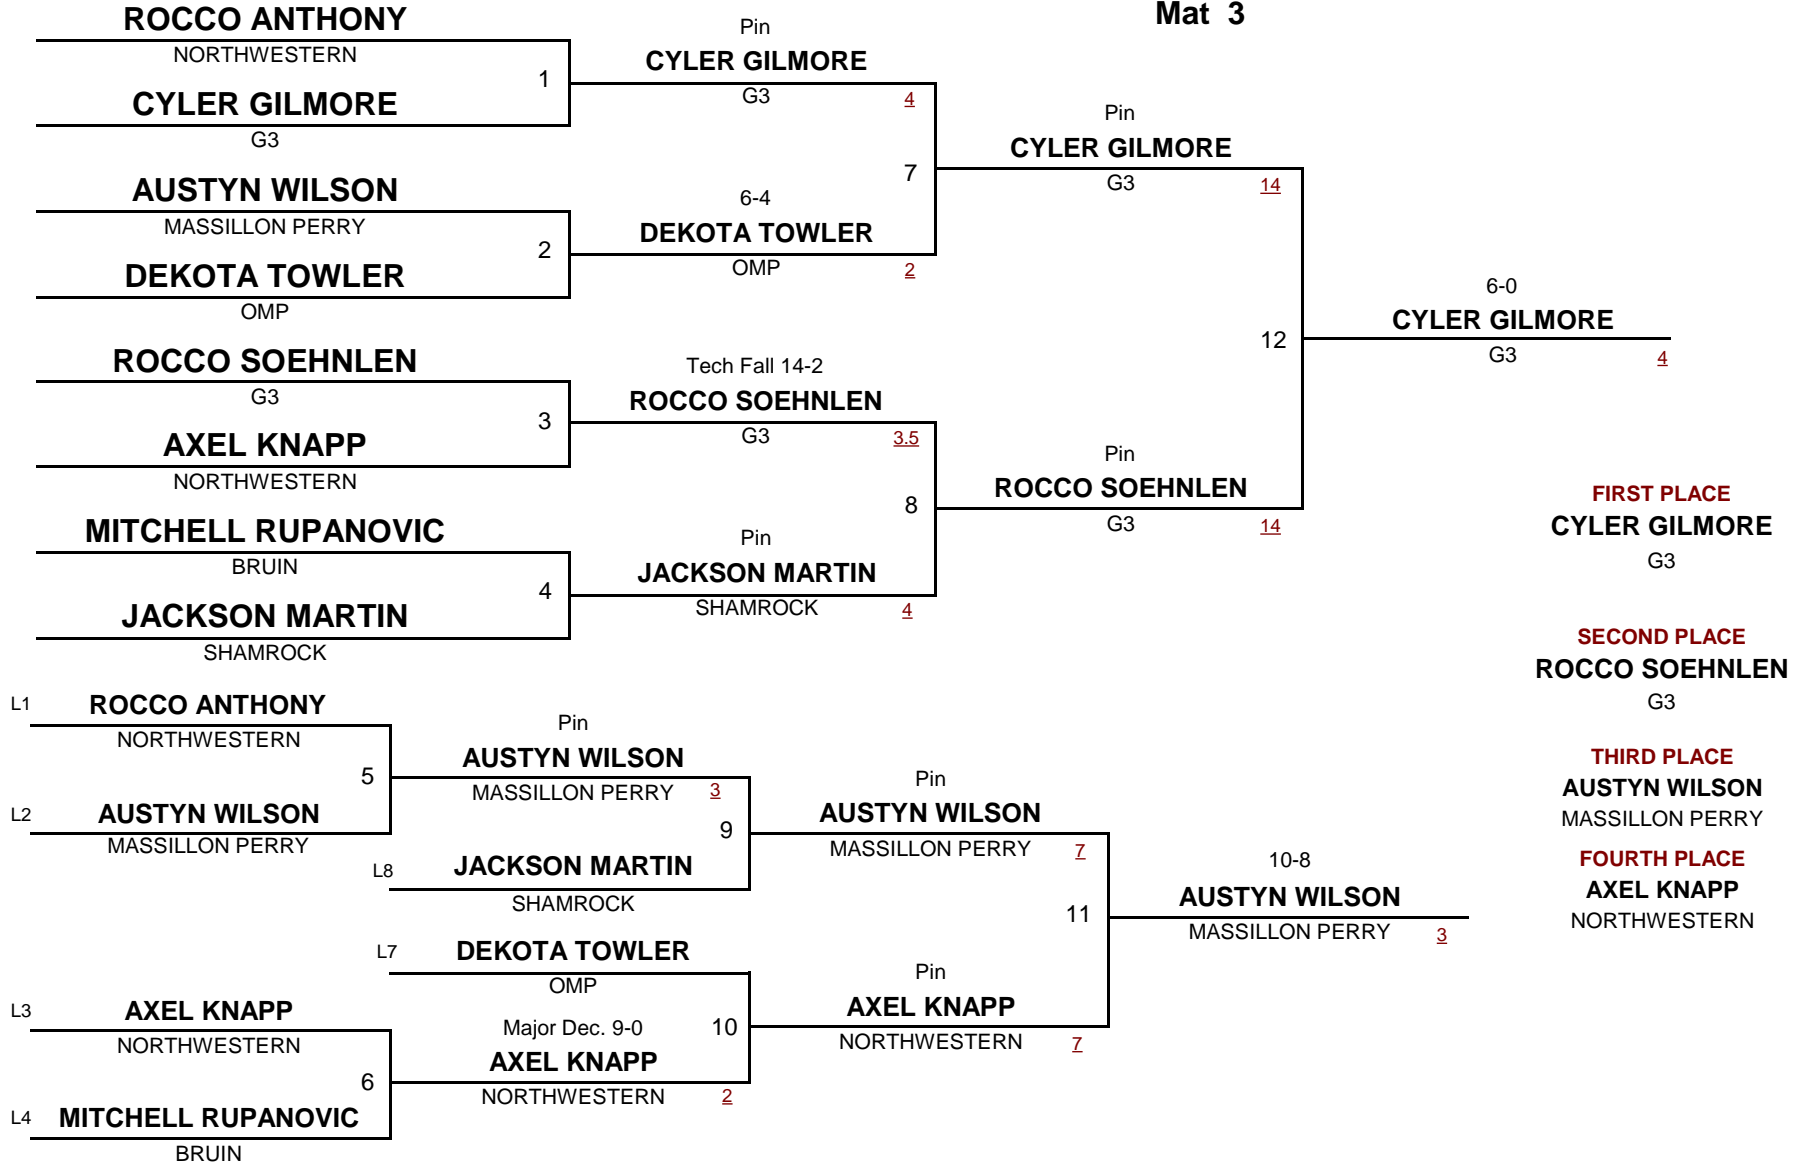 Mat 3
ROCCO ANTHONY
NORTHWESTERN
1
CYLER GILMORE
G3
AUSTYN WILSON
MASSILLON PERRY
2
DEKOTA TOWLER
OMP
ROCCO SOEHNLEN
G3
3
AXEL KNAPP
NORTHWESTERN
MITCHELL RUPANOVIC
BRUIN
4
JACKSON MARTIN
SHAMROCK
Pin
CYLER GILMORE
G3 4
7
6-4
DEKOTA TOWLER
OMP 2
Tech Fall 14-2
ROCCO SOEHNLEN
G3 3.5
8
Pin
JACKSON MARTIN
SHAMROCK 4
Pin
CYLER GILMORE
G3 14
12
Pin
ROCCO SOEHNLEN
G3 14
6-0
CYLER GILMORE
G3 4
FIRST PLACE
CYLER GILMORE
G3
SECOND PLACE
ROCCO SOEHNLEN
G3
THIRD PLACE
AUSTYN WILSON
MASSILLON PERRY
FOURTH PLACE
AXEL KNAPP
NORTHWESTERN
L1 ROCCO ANTHONY
NORTHWESTERN
5
L2 AUSTYN WILSON
MASSILLON PERRY
L3 AXEL KNAPP
NORTHWESTERN
6
L4 MITCHELL RUPANOVIC
BRUIN
Pin
AUSTYN WILSON
MASSILLON PERRY 3
9
L8 JACKSON MARTIN
SHAMROCK
L7 DEKOTA TOWLER
OMP
Major Dec. 9-0 10
AXEL KNAPP
NORTHWESTERN 2
Pin
AUSTYN WILSON
MASSILLON PERRY 7
11
Pin
AXEL KNAPP
NORTHWESTERN 7
10-8
AUSTYN WILSON
MASSILLON PERRY 3